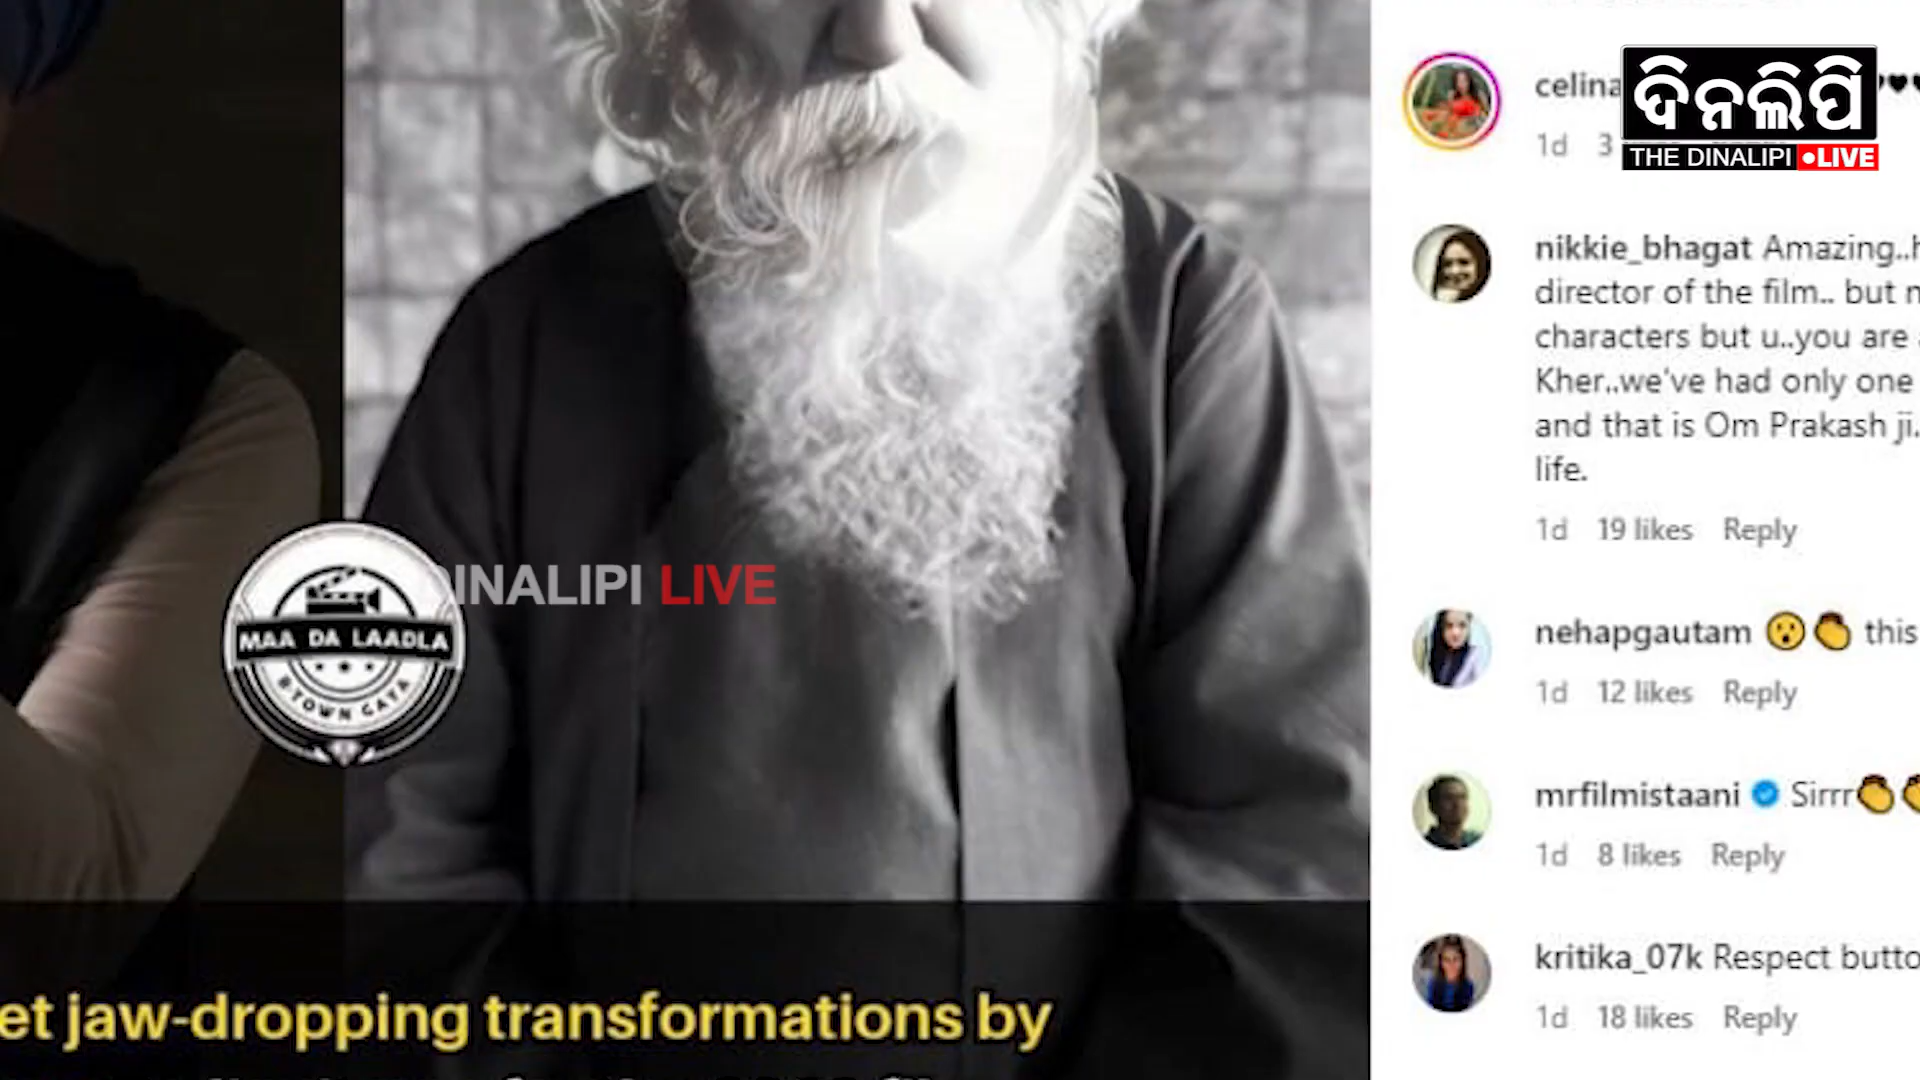 celina
1d 3
ଦିନଲିପି
THE DINALIPI LIVE
nikkie_bhagat Amazing..h
director of the film.. but n
characters but u..you are
Kher..we've had only one
and that is Om Prakash ji.
life.
1d 19 likes Reply
nehapgautam 😮👏 this
1d 12 likes Reply
mrfilmistaani Sirrr👏
1d 8 likes Reply
kritika_07k Respect butto
1d 18 likes Reply
DINALIPI LIVE
MAA DA LAADLA
B-TOWN GATA
et jaw-dropping transformations by